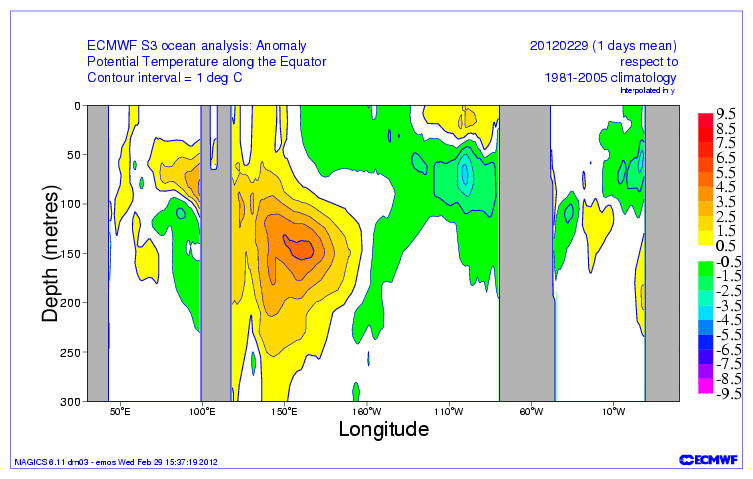 ECMWF S3 ocean analysis: Anomaly
Potential Temperature along the Equator
Contour interval = 1 deg C
20120229 (1 days mean)
respect to
1981-2005 climatology
Interpolated in y
Depth (metres)
0
50
100
150
200
250
300
50°E
100°E
150°E
160°W
110°W
60°W
10°W
Longitude
9.5
8.5
7.5
6.5
5.5
4.5
3.5
2.5
1.5
0.5
-0.5
-1.5
-2.5
-3.5
-4.5
-5.5
-6.5
-7.5
-8.5
-9.5
MAGICS 6.11 dm03 - emos Wed Feb 29 15:37:19 2012
ECMWF